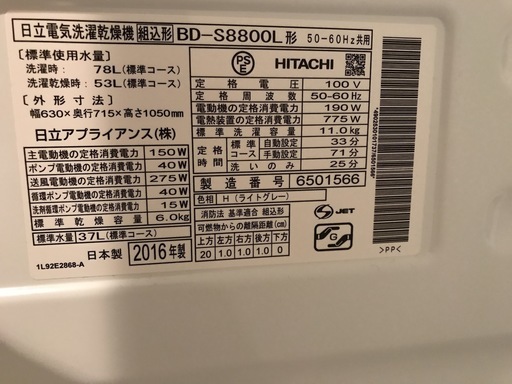 日立電気洗濯乾燥機 組込形 BD-S8800L形 50-60Hz共用
[標準使用水量]
洗濯時: 78L(標準コース)
洗濯乾燥時: 53L(標準コース)
[外形寸法]
幅630×奥行715×高さ1050mm
日立アプライアンス(株)
主電動機の定格消費電力 150W
ポンプ電動機の定格消費電力 40W
送風電動機の定格消費電力 275W
循環ポンプ電動機の定格消費電力 40W
洗剤循環ポンプ電動機の定格消費電力 15W
標準乾燥容量 6.0kg
標準水量 37L(標準コース)
日本製 2016年製
1L92E2868-A
PS E HITACHI
定格電圧 100V
定格周波数 50-60Hz
電動機の定格消費電力 190W
電熱装置の定格消費電力 775W
標準洗濯容量 11.0kg
定格時間 標準コース 自動設定 33分
手動設定 71分
洗いのみ 25分
製造番号 6501566
色相 H(ライトグレー)
消防法 基準適合 組込形
可燃物からの離隔距離(cm)
上方 左方 右方 前方 後方 下方
20 1.0 1.0 1.0 0
S JET
>PP<